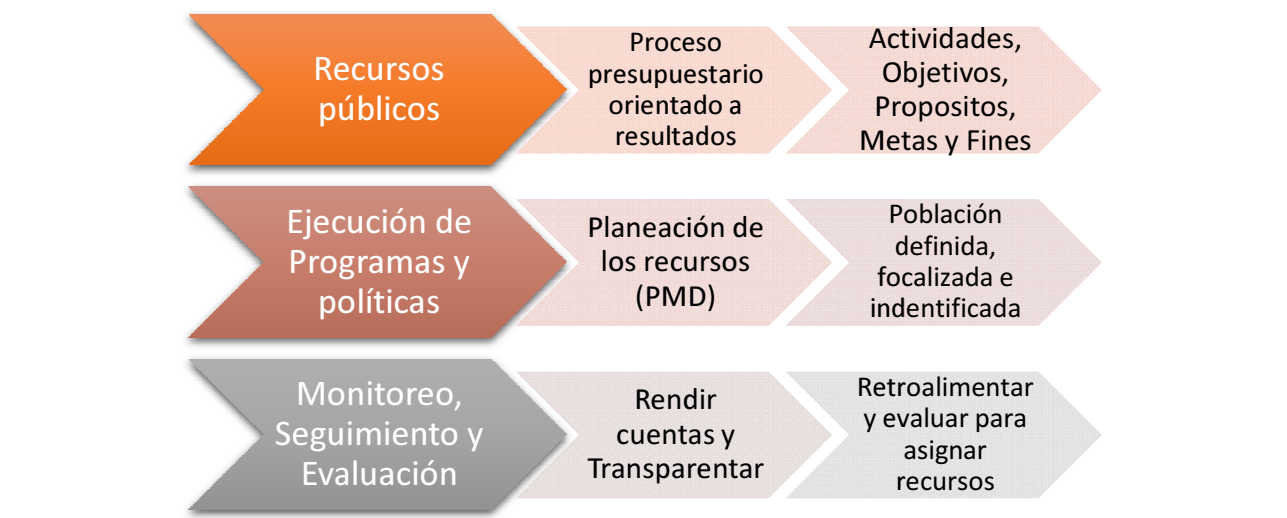 Recursos
públicos
Proceso
presupuestario
orientado a
resultados
Actividades,
Objetivos,
Propositos,
Metas y Fines
Ejecución de
Programas y
políticas
Planeación de
los recursos
(PMD)
Población
definida,
focalizada e
indentificada
Monitoreo,
Seguimiento y
Evaluación
Rendir
cuentas y
Transparentar
Retroalimentar
y evaluar para
asignar
recursos